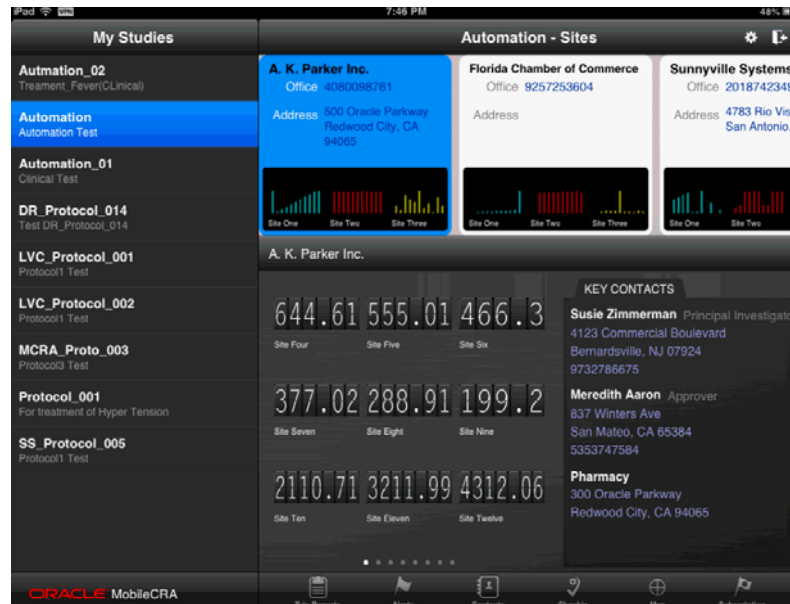 iPad VPN 7:46 PM 48%
My Studies
Automation - Sites
Autmation_02
Treament_Fever(CLinical)
Automation
Automation Test
Automation_01
Clinical Test
DR_Protocol_014
Test DR_Protocol_014
LVC_Protocol_001
Protocol1 Test
LVC_Protocol_002
Protocol1 Test
MCRA_Proto_003
Protocol3 Test
Protocol_001
For treatment of Hyper Tension
SS_Protocol_005
Protocol1 Test
ORACLE MobileCRA
A. K. Parker Inc.
Office 4080098761
Address 500 Oracle Parkway
Redwood City, CA
94065
Site One Site Two Site Three
Florida Chamber of Commerce
Office 9257253604
Address
Site One Site Two Site Three
Sunnyville Systems
Office 2018742349
Address 4783 Rio Vis
San Antonio,
Site One Site Two
A. K. Parker Inc.
644.61 555.01 466.3
Site Four Site Five Site Six
377.02 288.91 199.2
Site Seven Site Eight Site Nine
2110.71 3211.99 4312.06
Site Ten Site Eleven Site Twelve
KEY CONTACTS
Susie Zimmerman Principal Investigato
4123 Commercial Boulevard
Bernardsville, NJ 07924
9732786675
Meredith Aaron Approver
837 Winters Ave
San Mateo, CA 65384
5353747584
Pharmacy
300 Oracle Parkway
Redwood City, CA 94065